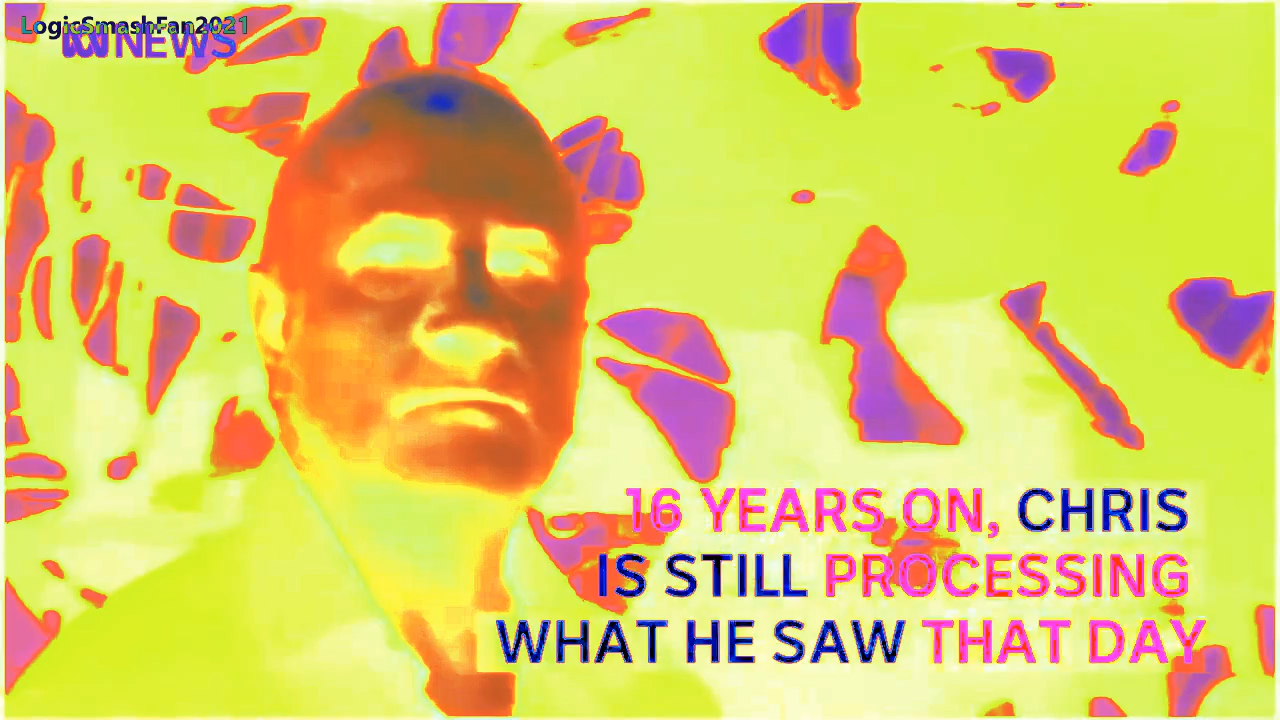 LogicSmashFan2021
NEWS
16 YEARS ON, CHRIS
IS STILL PROCESSING
WHAT HE SAW THAT DAY